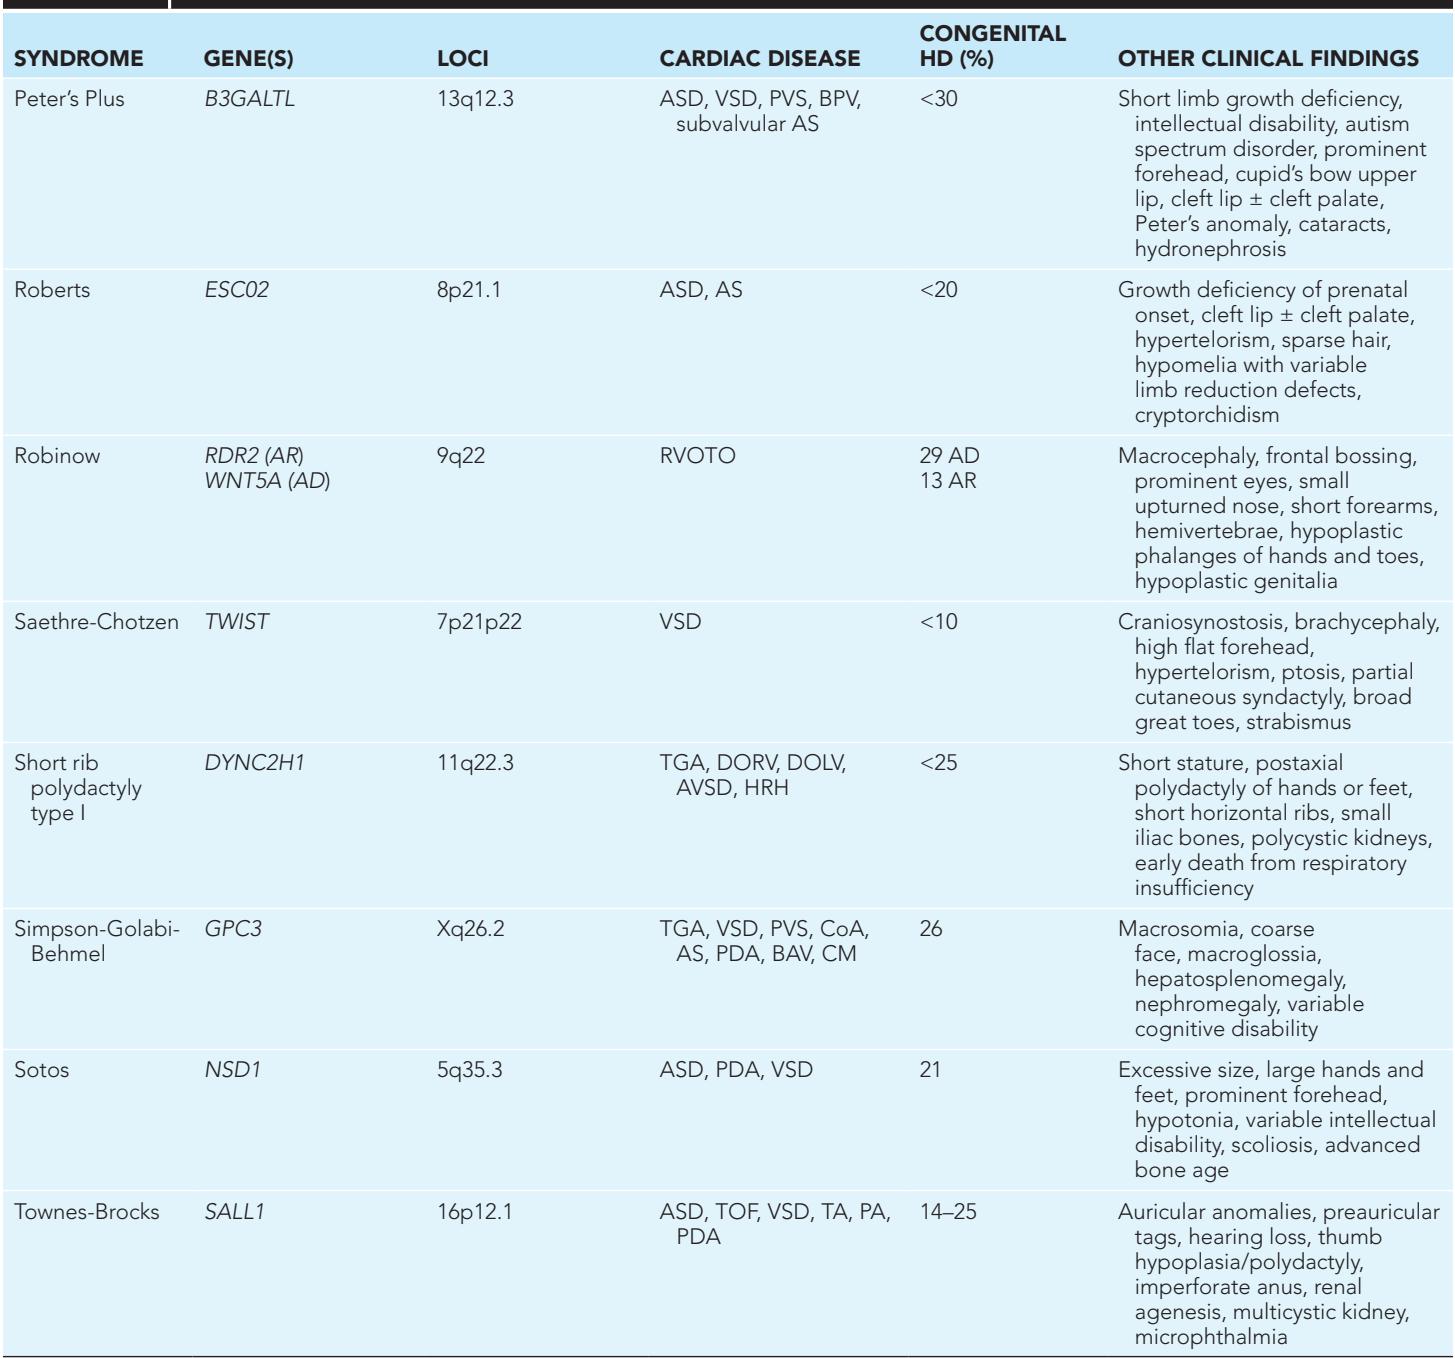 SYNDROME GENE(S) LOCI CARDIAC DISEASE CONGENITAL HD (%) OTHER CLINICAL FINDINGS
Peter's Plus B3GALTL 13q12.3 ASD, VSD, PVS, BPV, <30 Short limb growth deficiency,
subvalvular AS intellectual disability, autism
spectrum disorder, prominent
forehead, cupid's bow upper
lip, cleft lip ± cleft palate,
Peter's anomaly, cataracts,
hydronephrosis
Roberts ESC02 8p21.1 ASD, AS <20 Growth deficiency of prenatal
onset, cleft lip ± cleft palate,
hypertelorism, sparse hair,
hypomelia with variable
limb reduction defects,
cryptorchidism
Robinow RDR2 (AR) 9q22 RVOTO 29 AD Macrocephaly, frontal bossing,
WNT5A (AD) 13 AR prominent eyes, small
upturned nose, short forearms,
hemivertebrae, hypoplastic
phalanges of hands and toes,
hypoplastic genitalia
Saethre-Chotzen TWIST 7p21p22 VSD <10 Craniosynostosis, brachycephaly,
high flat forehead,
hypertelorism, ptosis, partial
cutaneous syndactyly, broad
great toes, strabismus
Short rib DYNC2H1 11q22.3 TGA, DORV, DOLV, <25 Short stature, postaxial
polydactyly AVSD, HRH polydactyly of hands or feet,
type I short horizontal ribs, small
iliac bones, polycystic kidneys,
early death from respiratory
insufficiency
Simpson-Golabi- GPC3 Xq26.2 TGA, VSD, PVS, CoA, 26 Macrosomia, coarse
Behmel AS, PDA, BAV, CM face, macroglossia,
hepatosplenomegaly,
nephromegaly, variable
cognitive disability
Sotos NSD1 5q35.3 ASD, PDA, VSD 21 Excessive size, large hands and
feet, prominent forehead,
hypotonia, variable intellectual
disability, scoliosis, advanced
bone age
Townes-Brocks SALL1 16p12.1 ASD, TOF, VSD, TA, PA, 14–25 Auricular anomalies, preauricular
PDA tags, hearing loss, thumb
hypoplasia/polydactyly,
imperforate anus, renal
agenesis, multicystic kidney,
microphthalmia